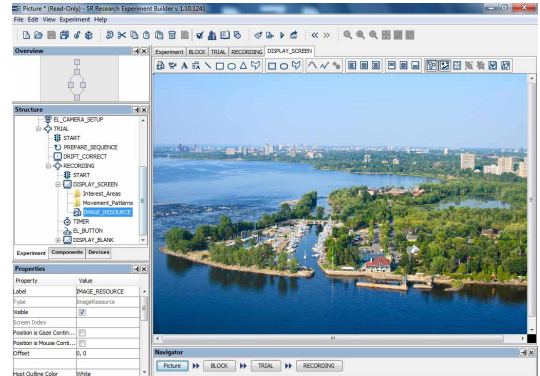 Picture * (Read-Only) - SR Research Experiment Builder v 1.10.1241
File Edit View Experiment Help
Overview
Experiment BLOCK TRIAL RECORDING DISPLAY_SCREEN
Structure
EL_CAMERA_SETUP
TRIAL
START
PREPARE_SEQUENCE
DRIFT_CORRECT
RECORDING
START
DISPLAY_SCREEN
Interest_Areas
Movement_Patterns
IMAGE_RESOURCE
TIMER
EL_BUTTON
DISPLAY_BLANK
Experiment Components Devices
Properties
Property Value
Label IMAGE_RESOURCE
Type ImageResource
Visible
Screen Index
Position is Gaze Contin...
Position is Mouse Conti...
Offset 0, 0
Host Outline Color White
Navigator
Picture BLOCK TRIAL RECORDING